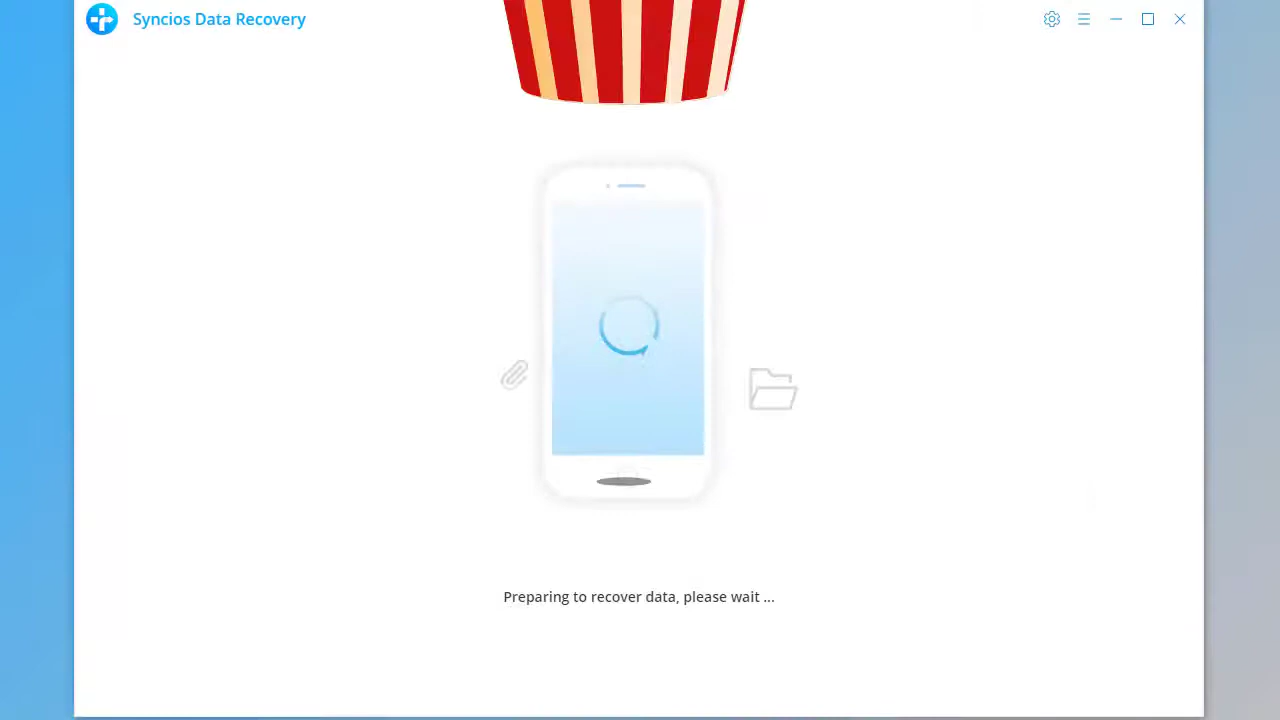 Syncios Data Recovery
Preparing to recover data, please wait ...